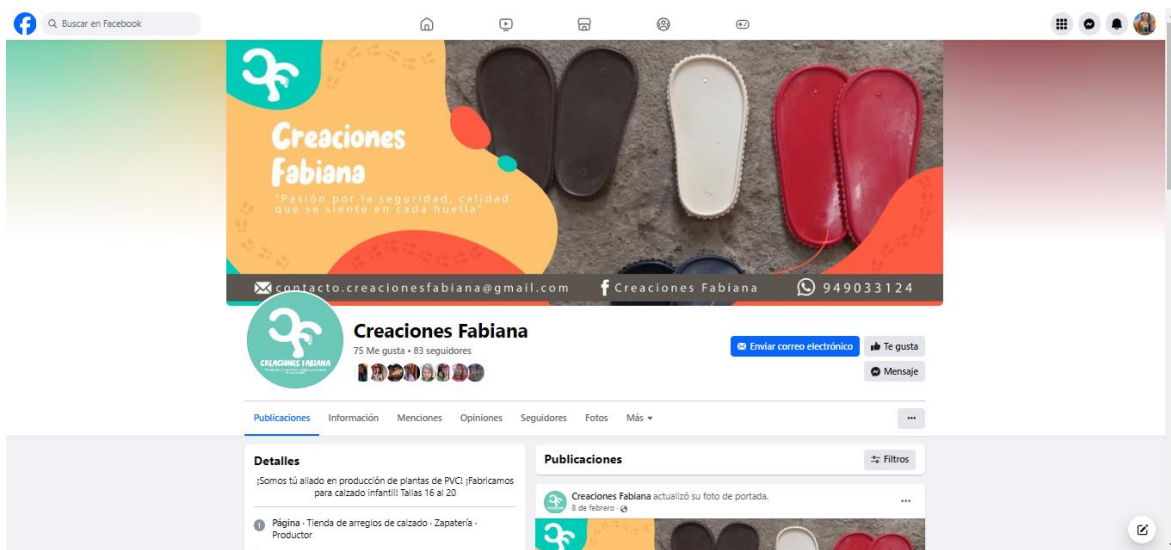 Buscar en Facebook
Creaciones
Fabiana
"Pasión por la seguridad, calidad
que se siente en cada huella"
contacto.creacionesfabiana@gmail.com
Creaciones Fabiana
949033124
CREACIONES FABIANA
Creaciones Fabiana
75 Me gusta • 83 seguidores
Enviar correo electrónico
Te gusta
Mensaje
Publicaciones Información Menciones Opiniones Seguidores Fotos Más
Detalles
¡Somos tú aliado en producción de plantas de PVC! ¡Fabricamos
para calzado infantil! Tallas 16 al 20
Página · Tienda de arreglos de calzado · Zapatería ·
Productor
Publicaciones
Filtros
Creaciones Fabiana actualizó su foto de portada.
8 de febrero ·